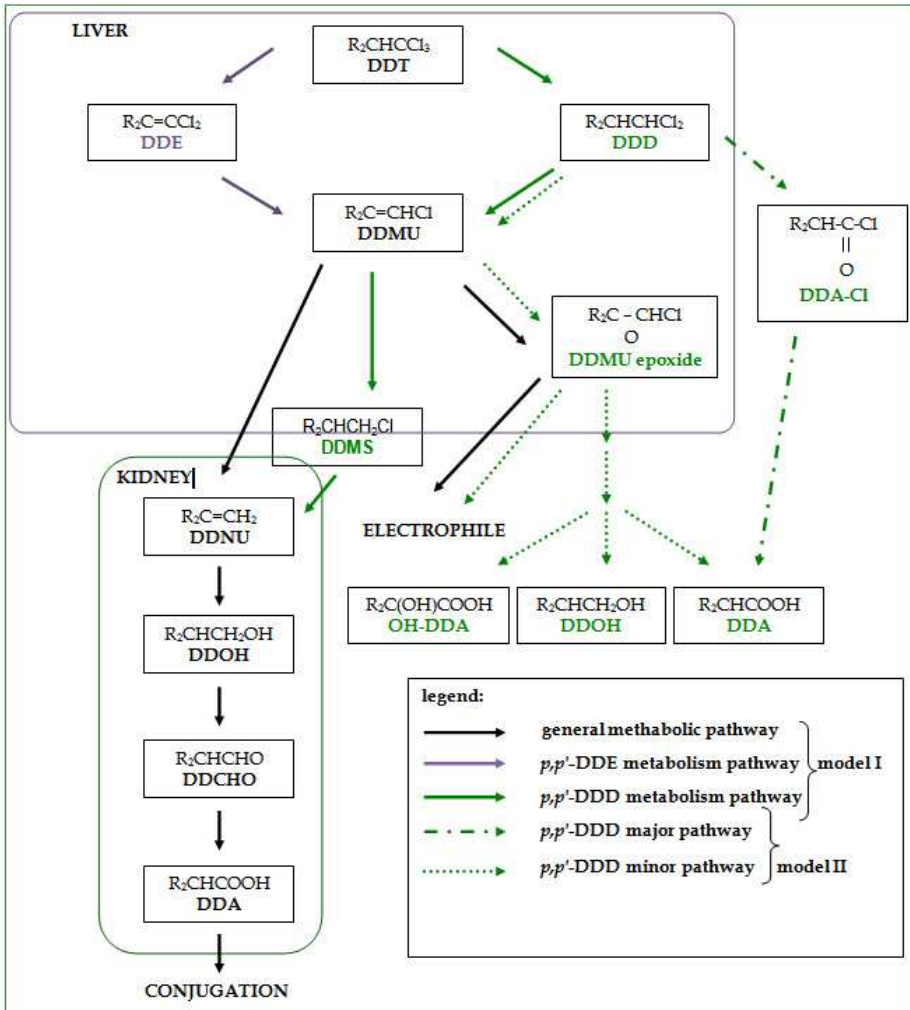 LIVER
R₂CHCCl₃
DDT
R₂C=CCl₂
DDE
R₂CHCHCl₂
DDD
R₂C=CHCl
DDMU
R₂CH-C-Cl
||
O
DDA-Cl
R₂C – CHCl
O
DDMU epoxide
R₂CHCH₂Cl
DDMS
KIDNEY
R₂C=CH₂
DDNU
ELECTROPHILE
R₂C(OH)COOH
OH-DDA
R₂CHCH₂OH
DDOH
R₂CHCOOH
DDA
R₂CHCH₂OH
DDOH
R₂CHCHO
DDCHO
R₂CHCOOH
DDA
CONJUGATION
legend:
general methabolic pathway
p,p'-DDE metabolism pathway
p,p'-DDD metabolism pathway
model I
p,p'-DDD major pathway
p,p'-DDD minor pathway
model II